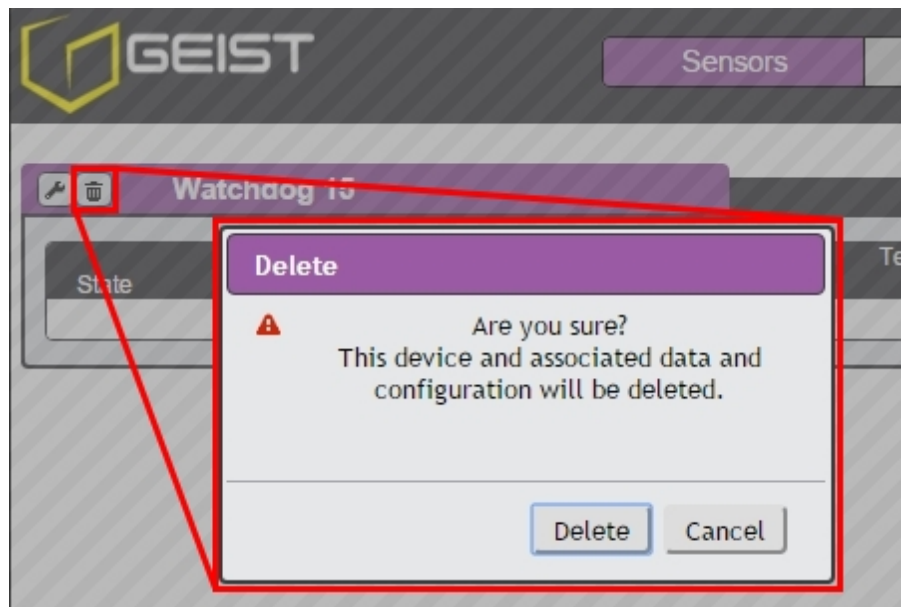 GEIST
Sensors
Watchdog 15
State
Te
Delete
Are you sure?
This device and associated data and
configuration will be deleted.
Delete Cancel